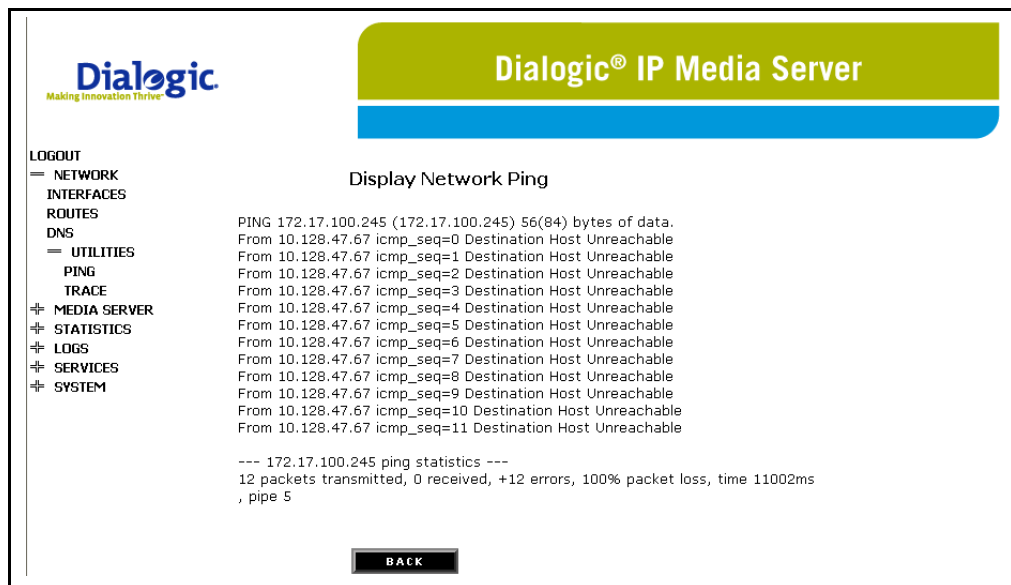 Dialogic.
Making Innovation Thrive™
Dialogic® IP Media Server
LOGOUT
NETWORK
INTERFACES
ROUTES
DNS
UTILITIES
PING
TRACE
MEDIA SERVER
STATISTICS
LOGS
SERVICES
SYSTEM
Display Network Ping
PING 172.17.100.245 (172.17.100.245) 56(84) bytes of data.
From 10.128.47.67 icmp_seq=0 Destination Host Unreachable
From 10.128.47.67 icmp_seq=1 Destination Host Unreachable
From 10.128.47.67 icmp_seq=2 Destination Host Unreachable
From 10.128.47.67 icmp_seq=3 Destination Host Unreachable
From 10.128.47.67 icmp_seq=4 Destination Host Unreachable
From 10.128.47.67 icmp_seq=5 Destination Host Unreachable
From 10.128.47.67 icmp_seq=6 Destination Host Unreachable
From 10.128.47.67 icmp_seq=7 Destination Host Unreachable
From 10.128.47.67 icmp_seq=8 Destination Host Unreachable
From 10.128.47.67 icmp_seq=9 Destination Host Unreachable
From 10.128.47.67 icmp_seq=10 Destination Host Unreachable
From 10.128.47.67 icmp_seq=11 Destination Host Unreachable
--- 172.17.100.245 ping statistics ---
12 packets transmitted, 0 received, +12 errors, 100% packet loss, time 11002ms
, pipe 5
BACK